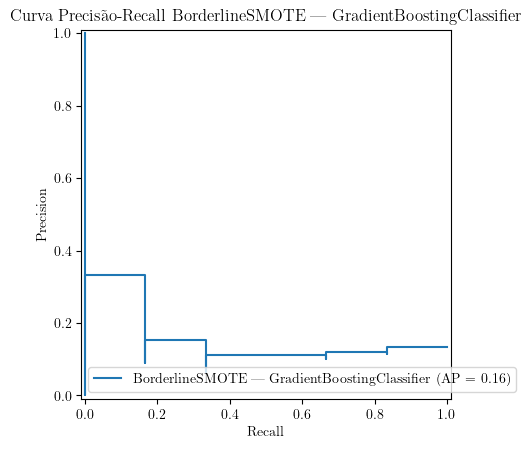 Curva Precisão-Recall BorderlineSMOTE — GradientBoostingClassifier
1.0
0.8
0.6
0.4
0.2
0.0
Precision
BorderlineSMOTE — GradientBoostingClassifier (AP = 0.16)
0.0 0.2 0.4 0.6 0.8 1.0
Recall